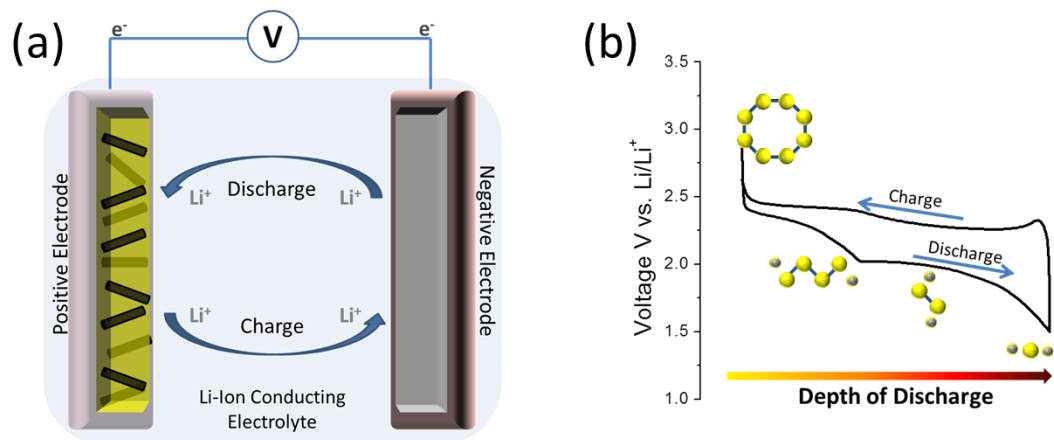 (a)
e⁻
V
e⁻
Positive Electrode
Li⁺
Discharge
Li⁺
Li⁺
Charge
Li⁺
Li-Ion Conducting
Electrolyte
Negative Electrode
(b)
Voltage V vs. Li/Li⁺
3.5
3.0
2.5
2.0
1.5
1.0
Charge
Discharge
Depth of Discharge